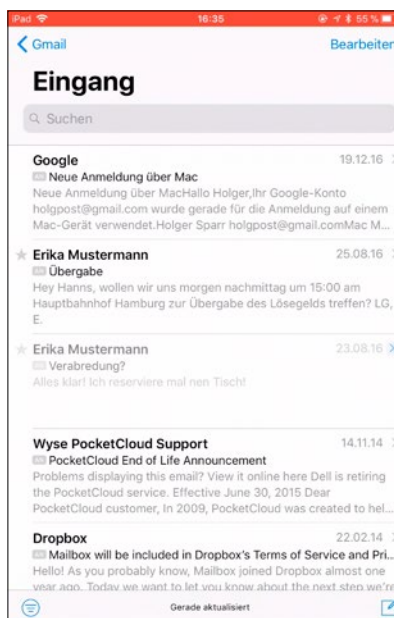 iPad 16:35 55 %
Gmail Bearbeiten
Eingang
Suchen
Google 19.12.16
Neue Anmeldung über Mac
Neue Anmeldung über MacHallo Holger,Ihr Google-Konto
holgpost@gmail.com wurde gerade für die Anmeldung auf einem
Mac-Gerät verwendet.Holger Sparr holgpost@gmail.comMac M...
Erika Mustermann 25.08.16
Übergabe
Hey Hanns, wollen wir uns morgen nachmittag um 15:00 am
Hauptbahnhof Hamburg zur Übergabe des Lösegelds treffen? LG,
E.
Erika Mustermann 23.08.16
Verabredung?
Alles klar! Ich reserviere mal nen Tisch!
Wyse PocketCloud Support 14.11.14
PocketCloud End of Life Announcement
Problems displaying this email? View it online here Dell is retiring
the PocketCloud service. Effective June 30, 2015 Dear
PocketCloud customer, In 2009, PocketCloud was created to hel...
Dropbox 22.02.14
Mailbox will be included in Dropbox's Terms of Service and Pri...
Hello! As you probably know, Mailbox joined Dropbox almost one
year ago. Today we want to let you know about the next step we're
Gerade aktualisiert